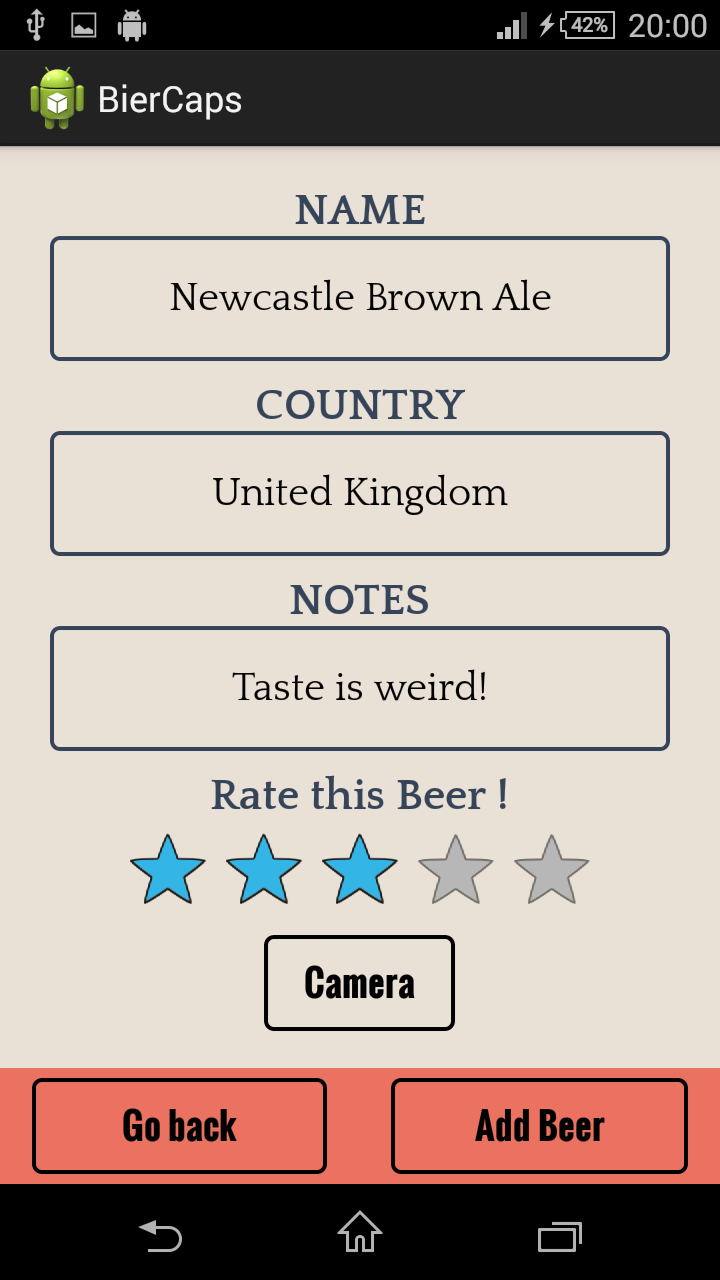 42% 20:00
BierCaps
NAME
Newcastle Brown Ale
COUNTRY
United Kingdom
NOTES
Taste is weird!
Rate this Beer !
Camera
Go back Add Beer